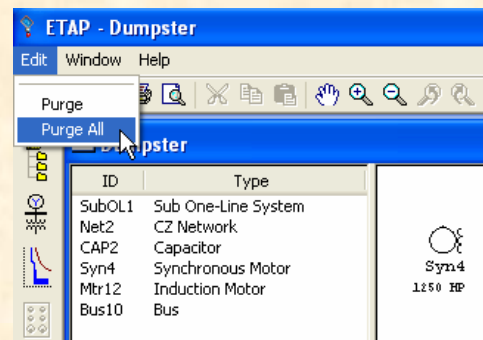 ETAP - Dumpster
Edit Window Help
Purge
Purge All
ID Type
SubOL1 Sub One-Line System
Net2 CZ Network
CAP2 Capacitor
Syn4 Synchronous Motor
Mtr12 Induction Motor
Bus10 Bus
Syn4
1250 HP